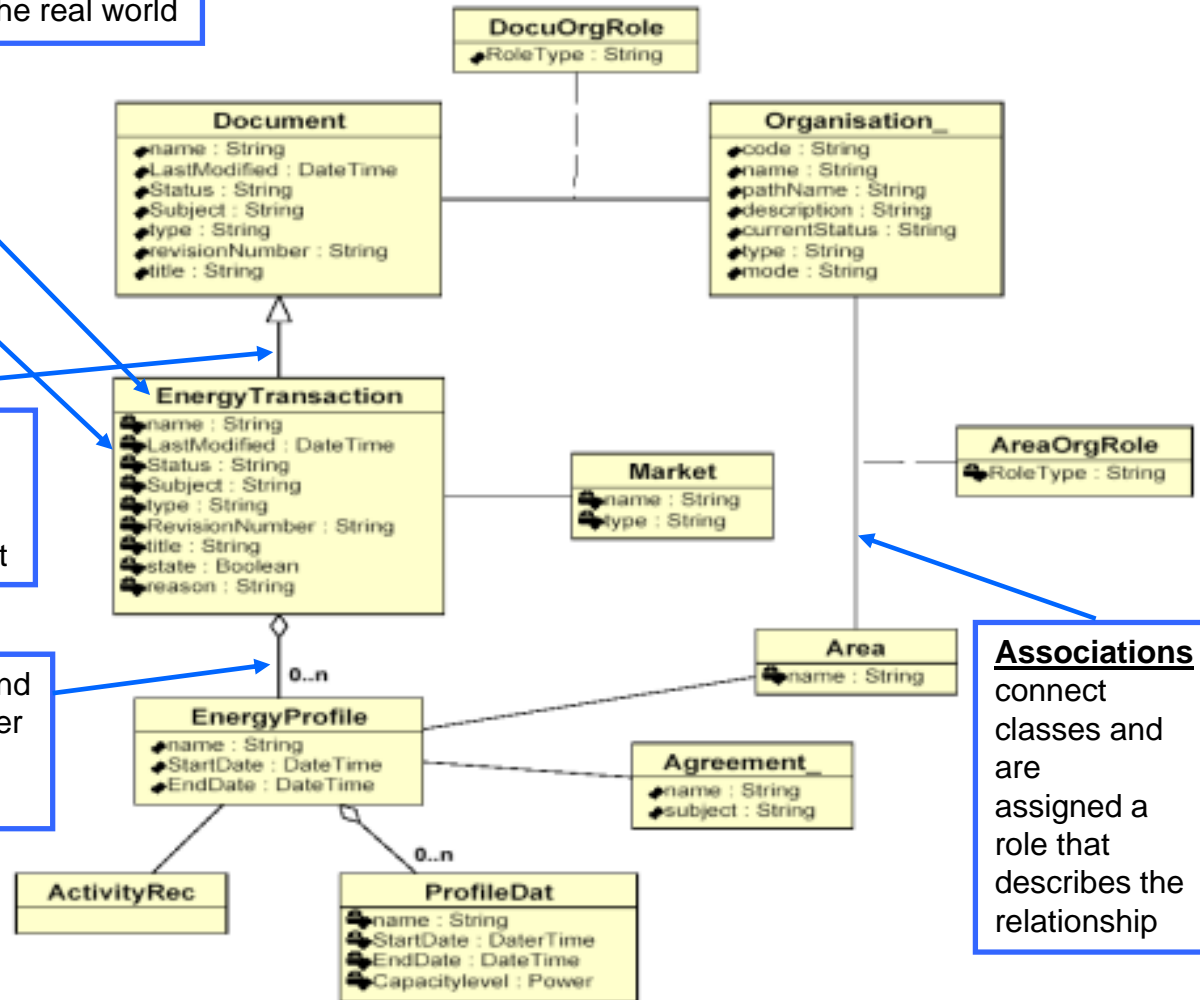 he real world
DocuOrgRole
RoleType : String
Document
name : String
LastModified : DateTime
Status : String
Subject : String
type : String
revisionNumber : String
title : String
Organisation_
code : String
name : String
pathName : String
description : String
currentStatus : String
type : String
mode : String
EnergyTransaction
name : String
LastModified : DateTime
Status : String
Subject : String
type : String
RevisionNumber : String
title : String
state : Boolean
reason : String
t
Market
name : String
type : String
AreaOrgRole
RoleType : String
Area
name : String
nd
er
0..n
EnergyProfile
name : String
StartDate : DateTime
EndDate : DateTime
Agreement_
name : String
subject : String
Associations
connect
classes and
are
assigned a
role that
describes the
relationship
0..n
ActivityRec
ProfileDat
name : String
StartDate : DaterTime
EndDate : DateTime
Capacitylevel : Power